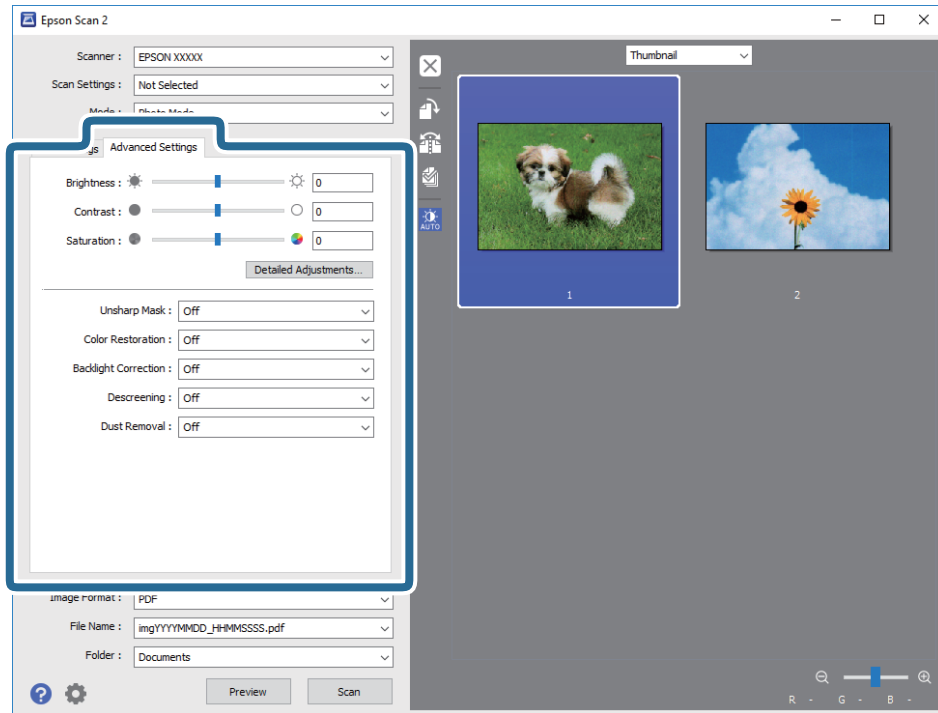 Epson Scan 2
Scanner : EPSON XXXXX
Scan Settings : Not Selected
Thumbnail
Advanced Settings
Brightness : 0
Contrast : 0
Saturation : 0
Detailed Adjustments...
AUTO
1 2
Unsharp Mask : Off
Color Restoration : Off
Backlight Correction : Off
Descreening : Off
Dust Removal : Off
Image Format : PDF
File Name : imgYYYYMMDD_HHMMSSSS.pdf
Folder : Documents
Preview Scan
R - G - B -